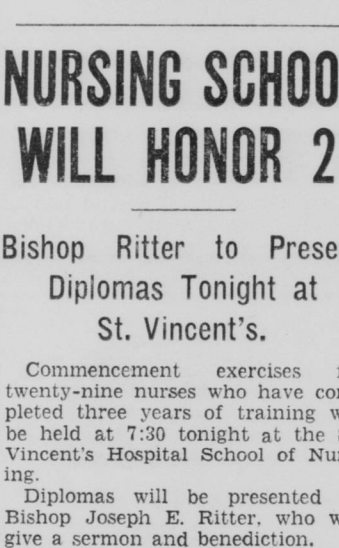 NURSING SCHOO
WILL HONOR 2
Bishop Ritter to Prese
Diplomas Tonight at
St. Vincent's.
Commencement exercises
twenty-nine nurses who have com
pleted three years of training w
be held at 7:30 tonight at the S
Vincent's Hospital School of Nur
ing.
Diplomas will be presented
Bishop Joseph E. Ritter, who w
give a sermon and benediction.